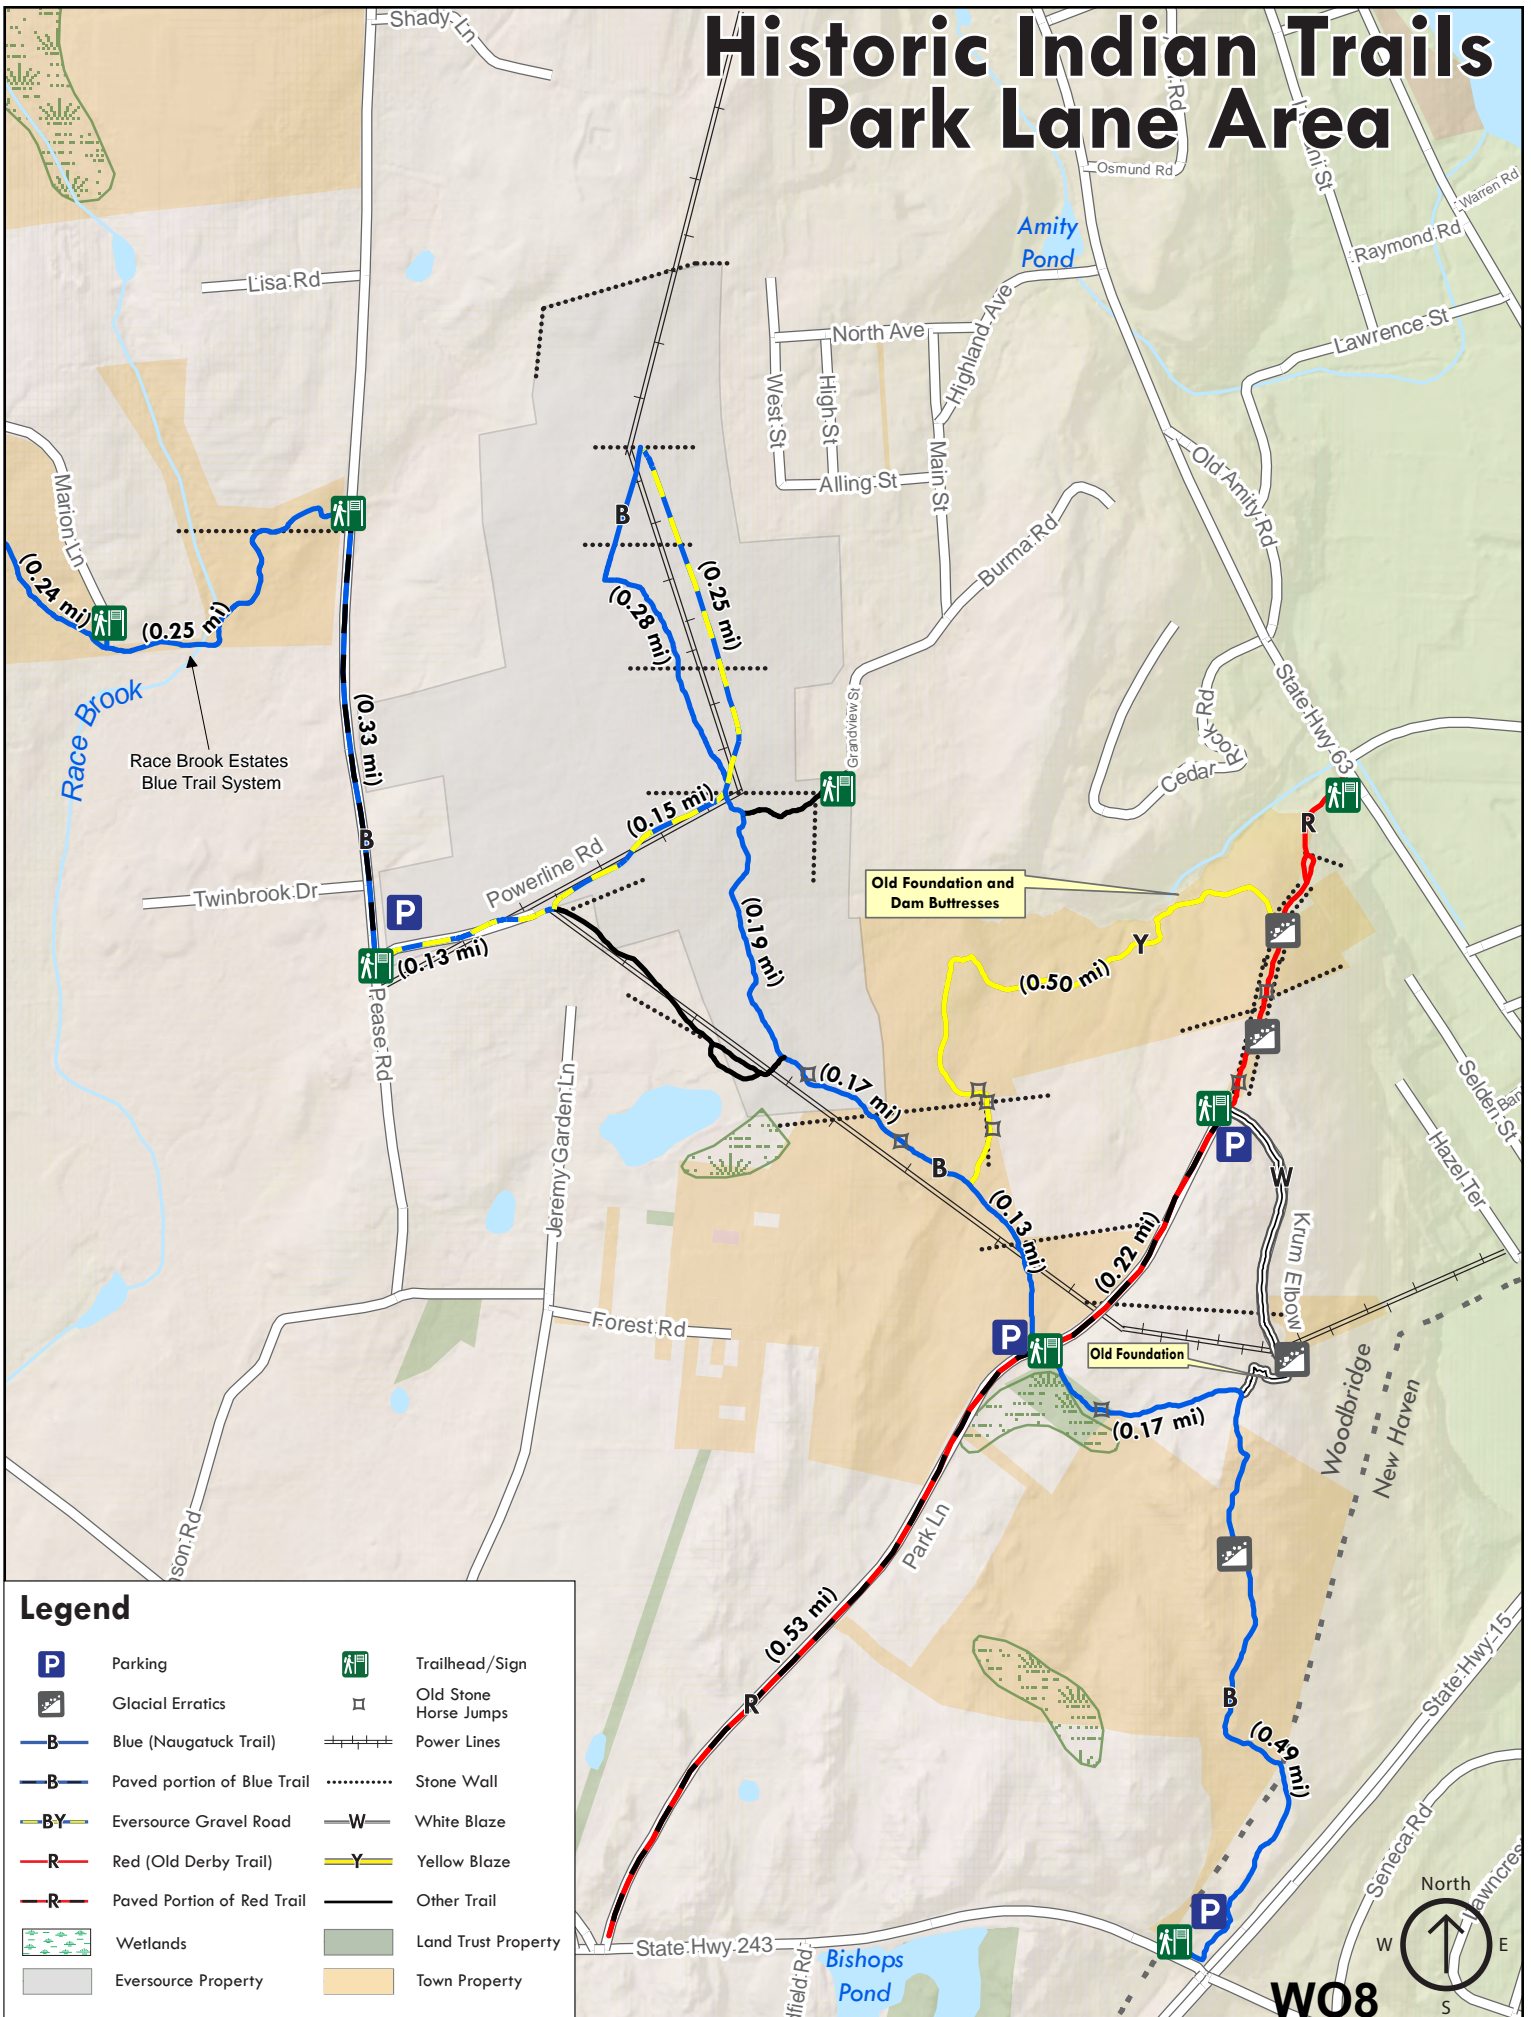 Historic Indian Trails
Park Lane Area
Shady Ln
Rd
Osmund Rd
Warren Rd
Raymond Rd
Lawrence St
Amity
Pond
Lisa Rd
North Ave
Highland Ave
West St
High St
Main St
Alling St
Old Amity Rd
Burma Rd
Marion Ln
B
(0.24 mi)
(0.25 mi)
(0.28 mi)
(0.25 mi)
Race Brook
Race Brook Estates
Blue Trail System
(0.33 mi)
B
Grandview St
State Hwy 63
Cedar Rock Rd
R
(0.15 mi)
Powerline Rd
Twinbrook Dr
P
(0.13 mi)
(0.19 mi)
Old Foundation and
Dam Buttresses
Y
(0.50 mi)
Pease Rd
Jeremy Garden Ln
(0.17 mi)
B
(0.13 mi)
P
W
Selden St
Hazel Ter
Krum Elbow
(0.22 mi)
Forest Rd
P
Old Foundation
(0.17 mi)
Woodbridge
New Haven
Park Ln
(0.53 mi)
R
B
(0.49 mi)
State Hwy 15
Seneca Rd
son Rd
P
State Hwy 243
Bishops
Pond
dfield Rd
Legend
P Parking
Trailhead/Sign
Glacial Erratics
Old Stone
Horse Jumps
B Blue (Naugatuck Trail)
Power Lines
B Paved portion of Blue Trail
Stone Wall
BY Eversource Gravel Road
W White Blaze
R Red (Old Derby Trail)
Y Yellow Blaze
R Paved Portion of Red Trail
Other Trail
Wetlands
Land Trust Property
Eversource Property
Town Property
North
W
E
S
WO8